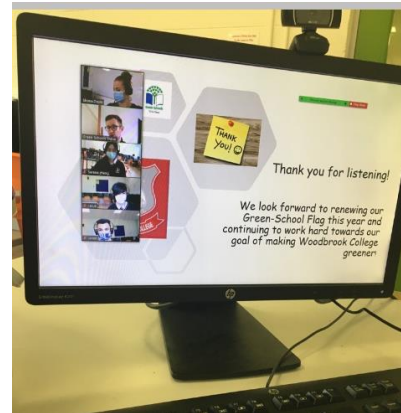 THANK
YOU!
Thank you for listening!
We look forward to renewing our
Green-School Flag this year and
continuing to work hard towards our
goal of making Woodbrook College
greener
hp